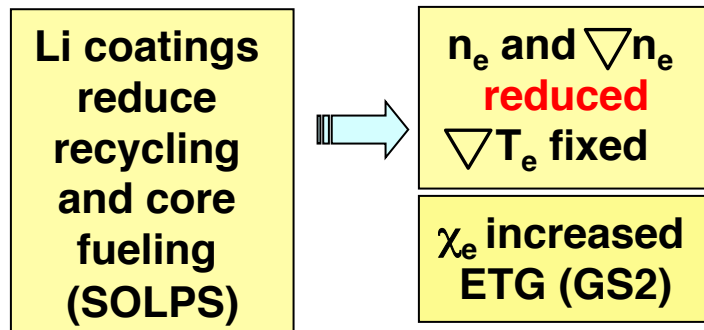 Li coatings
reduce
recycling
and core
fueling
(SOLPS)
nₑ and ▽nₑ
reduced
▽Tₑ fixed
χₑ increased
ETG (GS2)